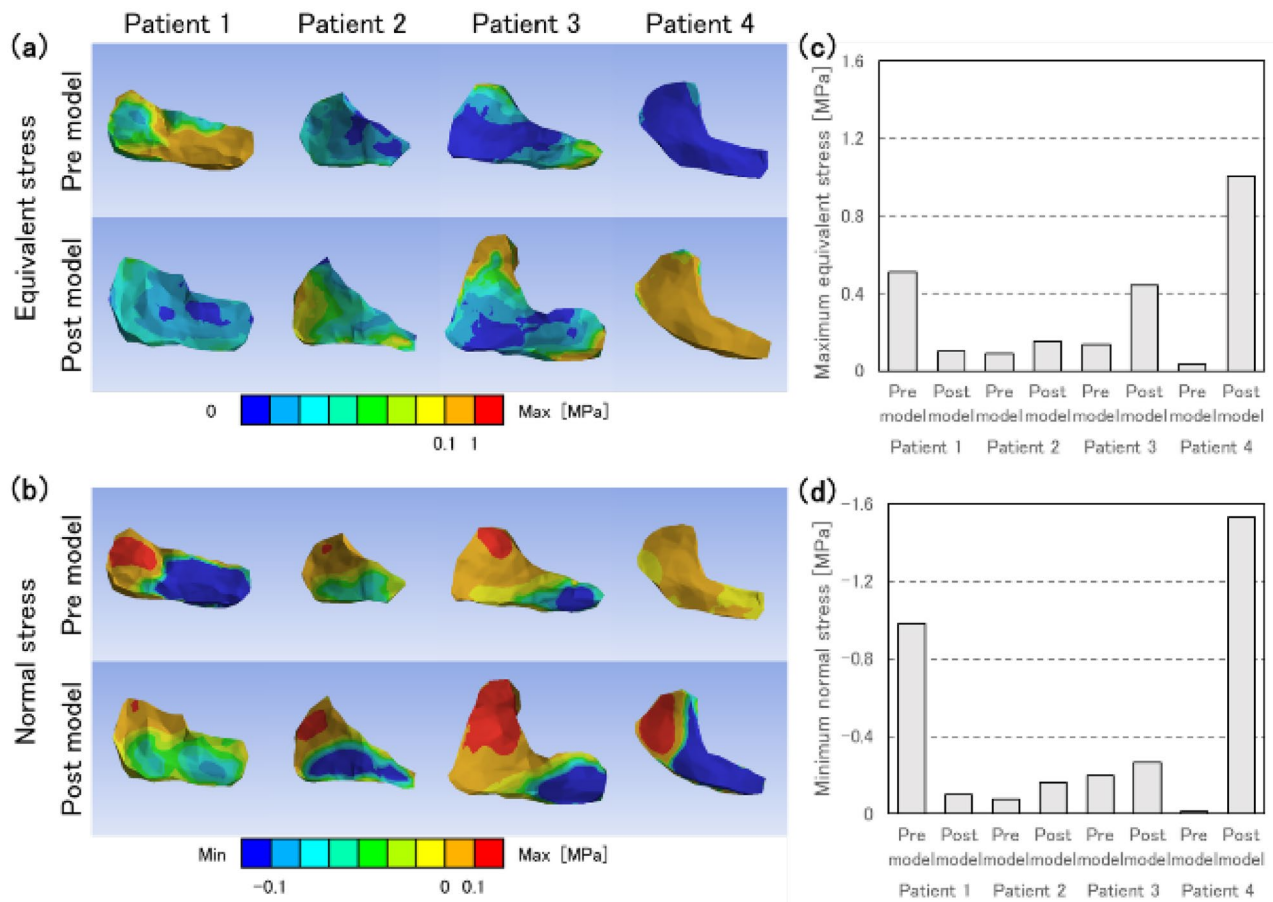 Patient 1 Patient 2 Patient 3 Patient 4
(a)
Equivalent stress
Pre model
Post model
0 Max [MPa]
0.1 1
(b)
Normal stress
Pre model
Post model
Min Max [MPa]
-0.1 0 0.1
(c)
Maximum equivalent stress [MPa]
1.6
1.2
0.8
0.4
0
Pre Post Pre Post Pre Post Pre Post
model model model model model model model model
Patient 1 Patient 2 Patient 3 Patient 4
(d)
Minimum normal stress [MPa]
-1.6
-1.2
-0.8
-0.4
0
Pre Post Pre Post Pre Post Pre Post
model model model model model model model model
Patient 1 Patient 2 Patient 3 Patient 4